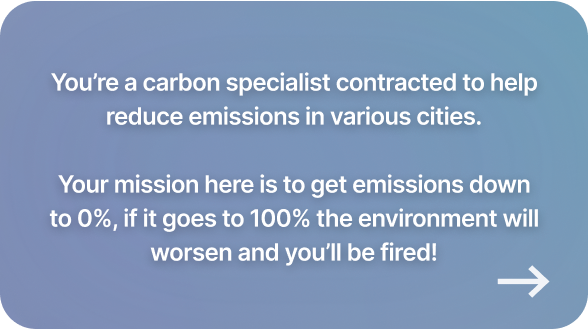 You’re a carbon specialist contracted to help
reduce emissions in various cities.
Your mission here is to get emissions down
to 0%, if it goes to 100% the environment will
worsen and you’ll be fired!